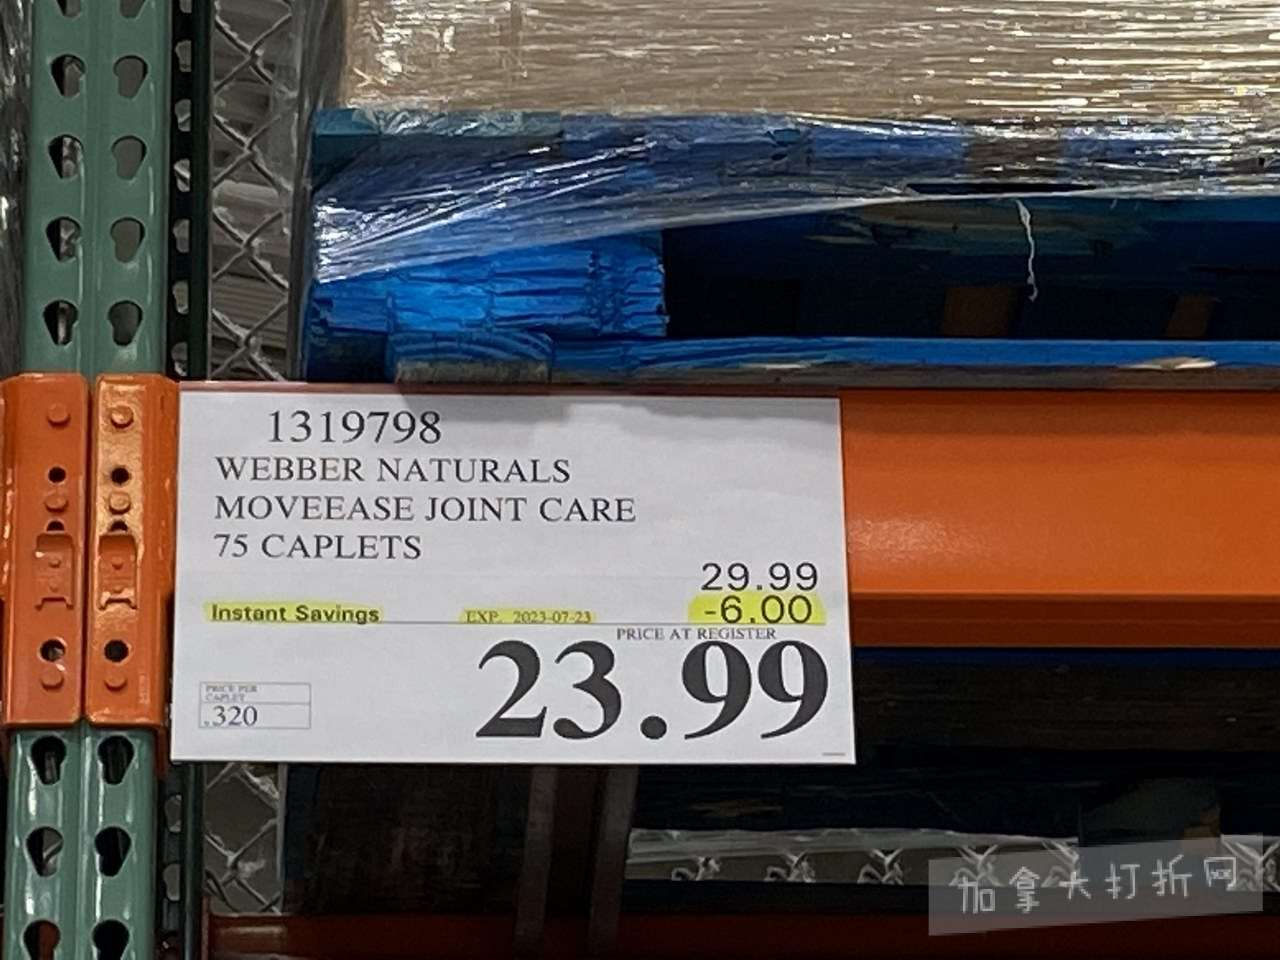 1319798
WEBBER NATURALS
MOVEEASE JOINT CARE
75 CAPLETS
29.99
Instant Savings EXP. 2023-07-23 -6.00
PRICE AT REGISTER
23.99
PRICE PER
CAPLET
.320
加拿大打折网